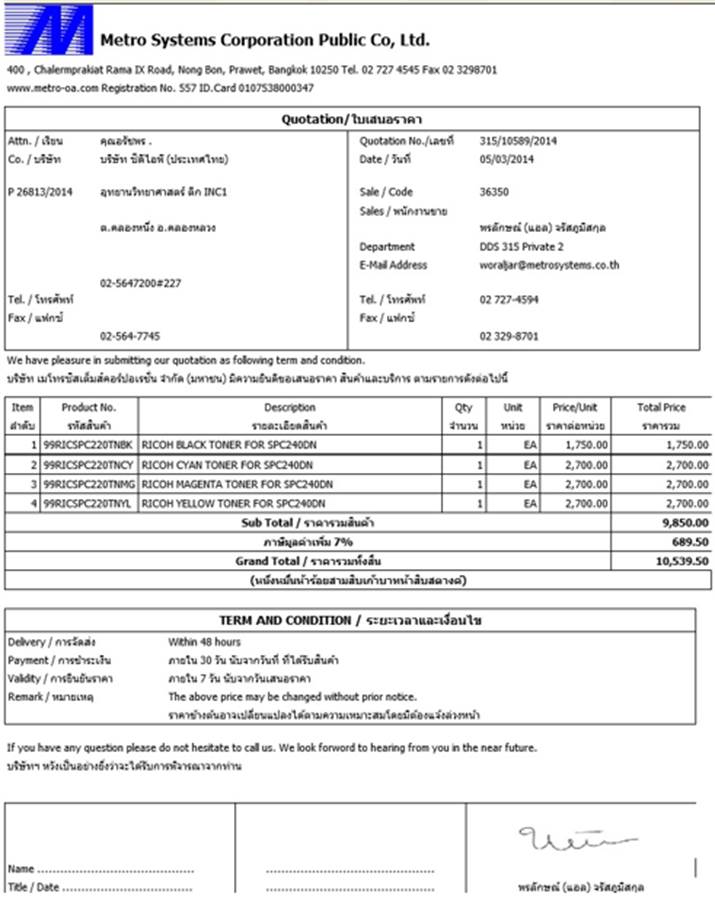 Metro Systems Corporation Public Co, Ltd.
400 , Chalermprakiat Rama IX Road, Nong Bon, Prawet, Bangkok 10250 Tel. 02 727 4545 Fax 02 3298701
www.metro-oa.com Registration No. 557 ID.Card 0107538000347
Quotation/ใบเสนอราคา
Attn. / เรียน คุณอรัชพร . Quotation No./เลขที่ 315/10589/2014
Co. / บริษัท บริษัท ซีดีไอพี (ประเทศไทย) Date / วันที่ 05/03/2014
P 26813/2014 อุทยานวิทยาศาสตร์ ตึก INC1 Sale / Code 36350
Sales / พนักงานขาย
ต.คลองหนึ่ง อ.คลองหลวง พรลักษณ์ (แอล) จรัสภูมิสกุล
Department DDS 315 Private 2
E-Mail Address woraljar@metrosystems.co.th
02-5647200#227
Tel. / โทรศัพท์ Tel. / โทรศัพท์ 02 727-4594
Fax / แฟกซ์ Fax / แฟกซ์
02-564-7745 02 329-8701
We have pleasure in submitting our quotation as following term and condition.
บริษัท เมโทรซิสเต็มส์คอร์ปอเรชั่น จำกัด (มหาชน) มีความยินดีขอเสนอราคา สินค้าและบริการ ตามรายการดังต่อไปนี้
Item Product No. Description Qty Unit Price/Unit Total Price
ลำดับ รหัสสินค้า รายละเอียดสินค้า จำนวน หน่วย ราคาต่อหน่วย ราคารวม
1 99RICSPC220TNBK RICOH BLACK TONER FOR SPC240DN 1 EA 1,750.00 1,750.00
2 99RICSPC220TNCY RICOH CYAN TONER FOR SPC240DN 1 EA 2,700.00 2,700.00
3 99RICSPC220TNMG RICOH MAGENTA TONER FOR SPC240DN 1 EA 2,700.00 2,700.00
4 99RICSPC220TNYL RICOH YELLOW TONER FOR SPC240DN 1 EA 2,700.00 2,700.00
Sub Total / ราคารวมสินค้า 9,850.00
ภาษีมูลค่าเพิ่ม 7% 689.50
Grand Total / ราคารวมทั้งสิ้น 10,539.50
(หนึ่งหมื่นห้าร้อยสามสิบเก้าบาทห้าสิบสตางค์)
TERM AND CONDITION / ระยะเวลาและเงื่อนไข
Delivery / การจัดส่ง Within 48 hours
Payment / การชำระเงิน ภายใน 30 วัน นับจากวันที่ ที่ได้รับสินค้า
Validity / การยืนยันราคา ภายใน 7 วัน นับจากวันเสนอราคา
Remark / หมายเหตุ The above price may be changed without prior notice.
ราคาข้างต้นอาจเปลี่ยนแปลงได้ตามความเหมาะสมโดยมิต้องแจ้งล่วงหน้า
If you have any question please do not hesitate to call us. We look forword to hearing from you in the near future.
บริษัทฯ หวังเป็นอย่างยิ่งว่าจะได้รับการพิจารณาจากท่าน
Name ........................................ ...........................................
Title / Date ................................. ........................................... พรลักษณ์ (แอล) จรัสภูมิสกุล